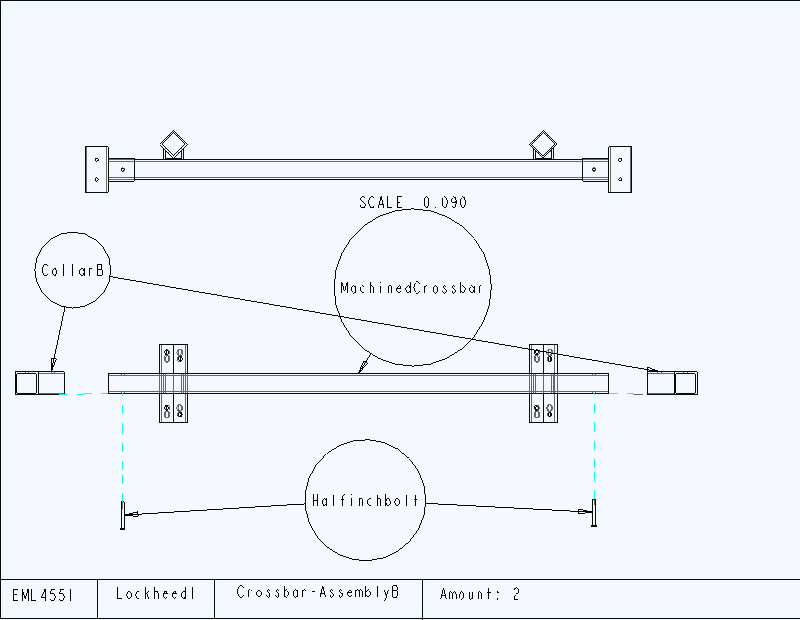 SCALE 0.090
CollarB
MachinedCrossbar
Halfinchbolt
EML4551
Lockheed1
Crossbar-AssemblyB
Amount: 2